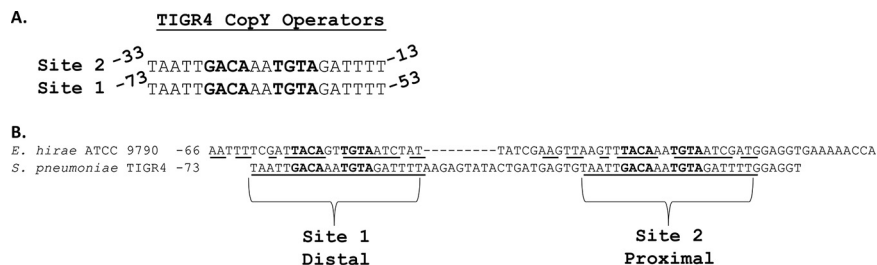 A.
TIGR4 CopY Operators
Site 2 -33 TAATTGACAAATGTAGATTTT -13
Site 1 -73 TAATTGACAAATGTAGATTTT -53
B.
E. hirae ATCC 9790 -66 AATTTTCGATTACAGTTGTAATCTAT---------TATCGAAGTTAAGTTTACAAATGTAATCGATGGAGGTGAAAAACCA
S. pneumoniae TIGR4 -73 TAATTGACAAATGTAGATTTTAAGAGTATACTGATGAGTGTAATTGACAAATGTAGATTTTGGAGGT
Site 1 Site 2
Distal Proximal